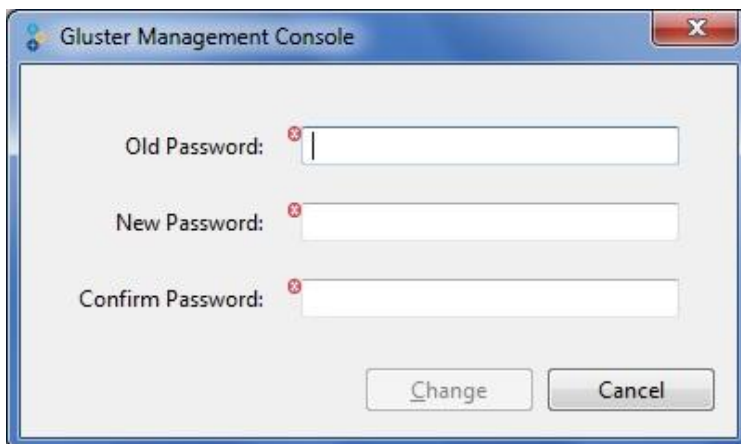 Gluster Management Console
Old Password:
New Password:
Confirm Password:
Change Cancel